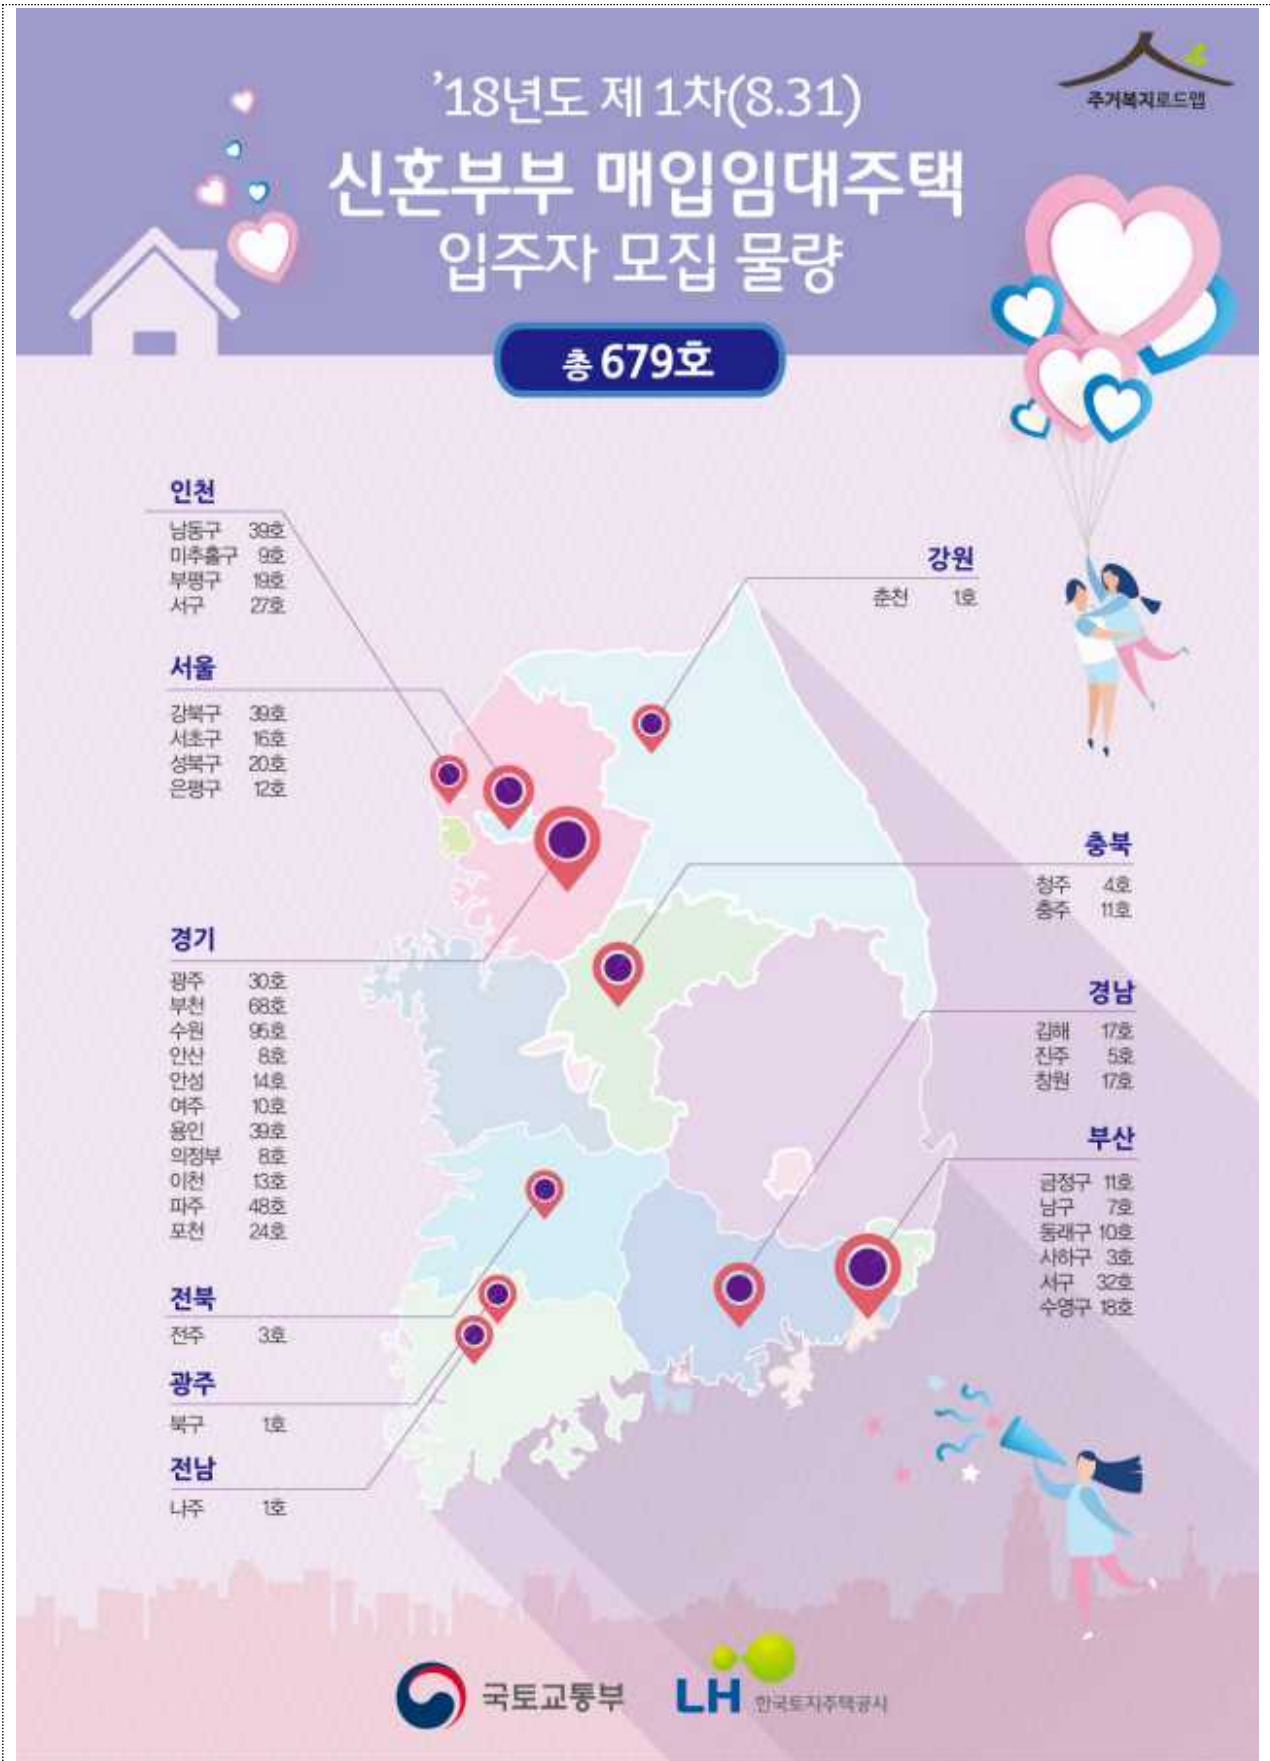 '18년도 제 1차(8.31)
신혼부부 매입임대주택
입주자 모집 물량
총 679호
주거복지로드맵
인천
남동구 39호
미추홀구 9호
부평구 19호
서구 27호
서울
강북구 39호
서초구 16호
성북구 20호
은평구 12호
경기
광주 30호
부천 68호
수원 95호
안산 8호
안성 14호
여주 10호
용인 39호
의정부 8호
이천 13호
파주 48호
포천 24호
전북
전주 3호
광주
북구 1호
전남
나주 1호
강원
춘천 1호
충북
청주 4호
충주 11호
경남
김해 17호
진주 5호
창원 17호
부산
금정구 11호
남구 7호
동래구 10호
사하구 3호
서구 32호
수영구 18호
국토교통부
LH 한국토지주택공사